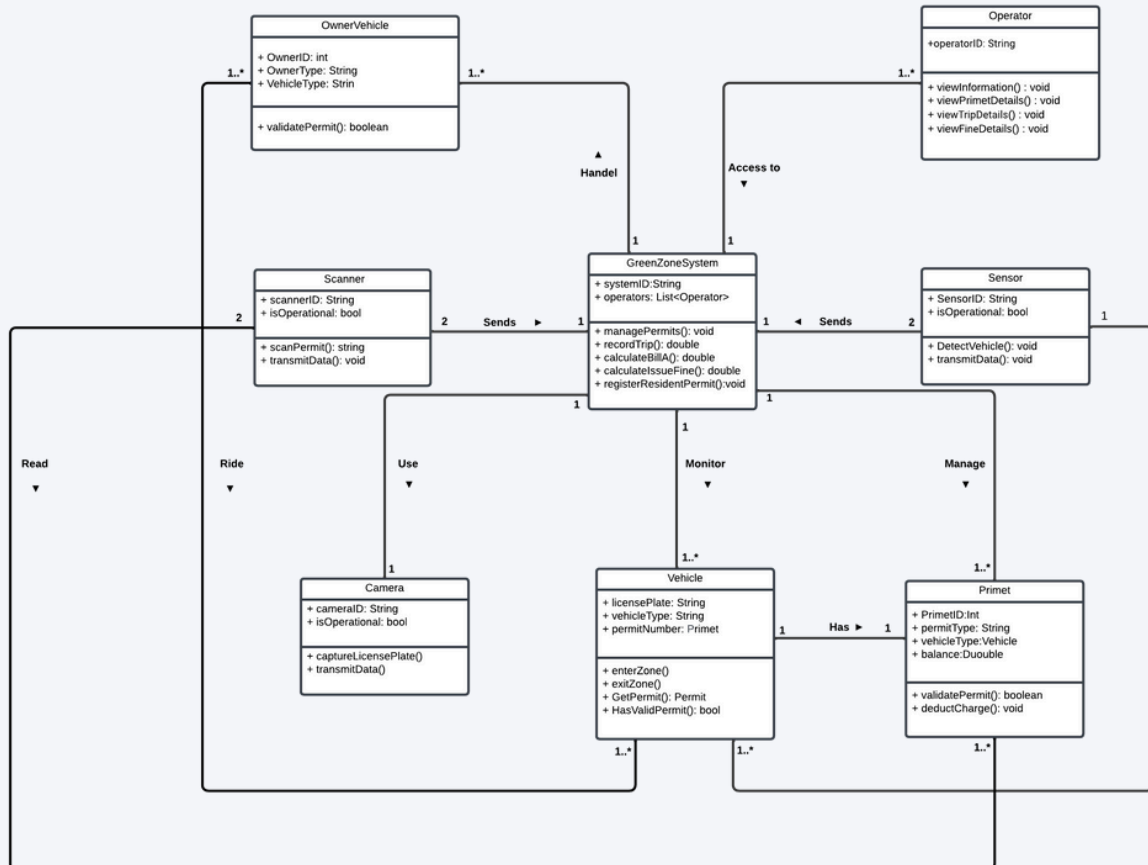 OwnerVehicle
+ OwnerID: int
+ OwnerType: String
+ VehicleType: Strin
+ validatePermit(): boolean
1..*
1..*
Operator
+operatorID: String
+ viewInformation() : void
+ viewPrimetDetails() : void
+ viewTripDetails() : void
+ viewFineDetails() : void
1..*
▲
Handel
Access to
▼
1
1
Scanner
+ scannerID: String
+ isOperational: bool
+ scanPermit(): string
+ transmitData(): void
2
2
Sends ►
1
GreenZoneSystem
+ systemID:String
+ operators: List<Operator>
+ managePermits(): void
+ recordTrip(): double
+ calculateBillA(): double
+ calculateIssueFine(): double
+ registerResidentPermit():void
1
◄ Sends
2
Sensor
+ SensorID: String
+ isOperational: bool
+ DetectVehicle(): void
+ transmitData(): void
1
1
1
1
Read
▼
Ride
▼
Use
▼
Monitor
▼
Manage
▼
1
1..*
1..*
Camera
+ cameraID: String
+ isOperational: bool
+ captureLicensePlate()
+ transmitData()
Vehicle
+ licensePlate: String
+ vehicleType: String
+ permitNumber: Primet
+ enterZone()
+ exitZone()
+ GetPermit(): Permit
+ HasValidPermit(): bool
1
Has ►
1
Primet
+ PrimetID:Int
+ permitType: String
+ vehicleType:Vehicle
+ balance:Duouble
+ validatePermit(): boolean
+ deductCharge(): void
1..*
1..*
1..*